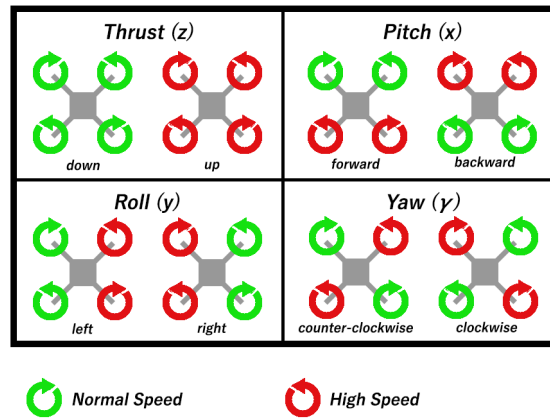 Thrust (z)
Pitch (x)
down
up
forward
backward
Roll (y)
Yaw (γ)
left
right
counter-clockwise
clockwise
Normal Speed
High Speed